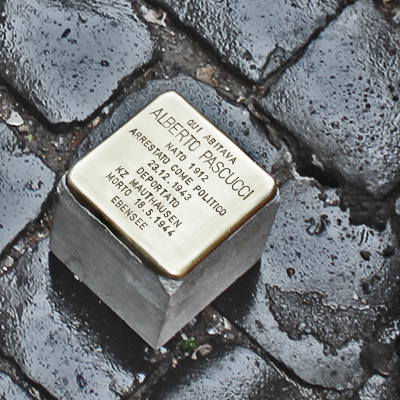 QUI ABITAVA
ALBERTO PASCUCCI
NATO 1912
ARRESTATO COME POLITICO
23.12.1943
DEPORTATO
KZ MAUTHAUSEN
MORTO 18.5.1944
EBENSEE